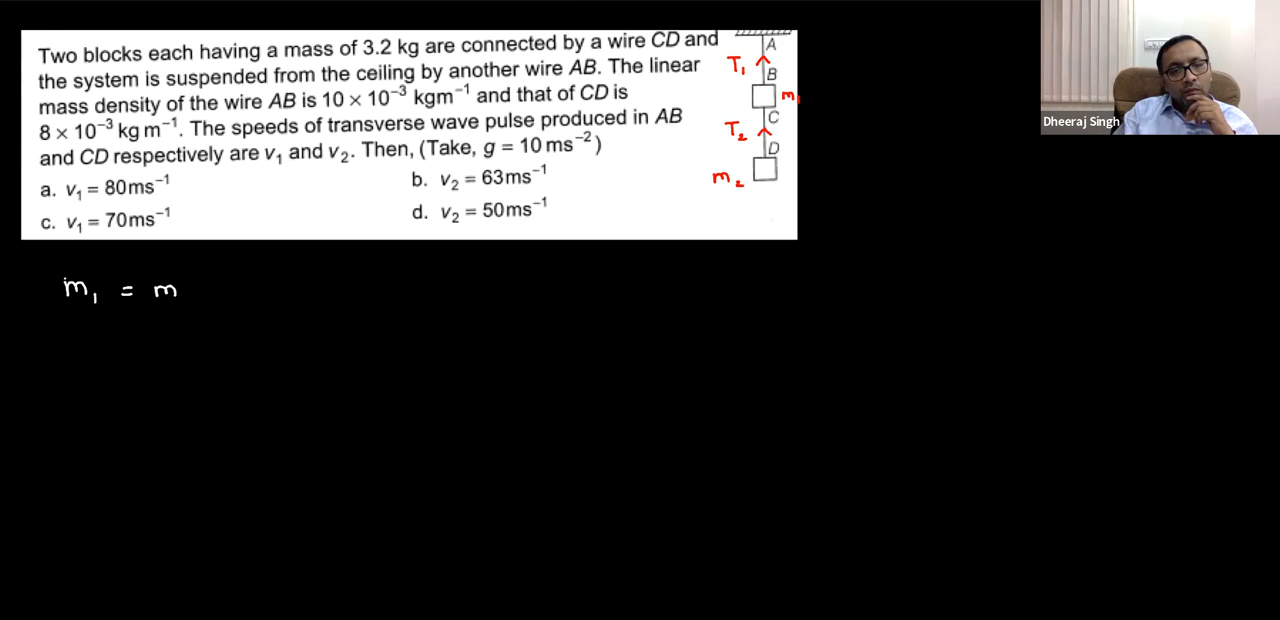 Two blocks each having a mass of 3.2 kg are connected by a wire CD and
the system is suspended from the ceiling by another wire AB. The linear
mass density of the wire AB is 10 × 10⁻³ kgm⁻¹ and that of CD is
8 × 10⁻³ kg m⁻¹. The speeds of transverse wave pulse produced in AB
and CD respectively are v₁ and v₂. Then, (Take, g = 10 ms⁻²)
a. v₁ = 80ms⁻¹
b. v₂ = 63ms⁻¹
c. v₁ = 70ms⁻¹
d. v₂ = 50ms⁻¹
A
T₁
B
m₁
C
T₂
D
m₂
Dheeraj Singh
m₁ = m